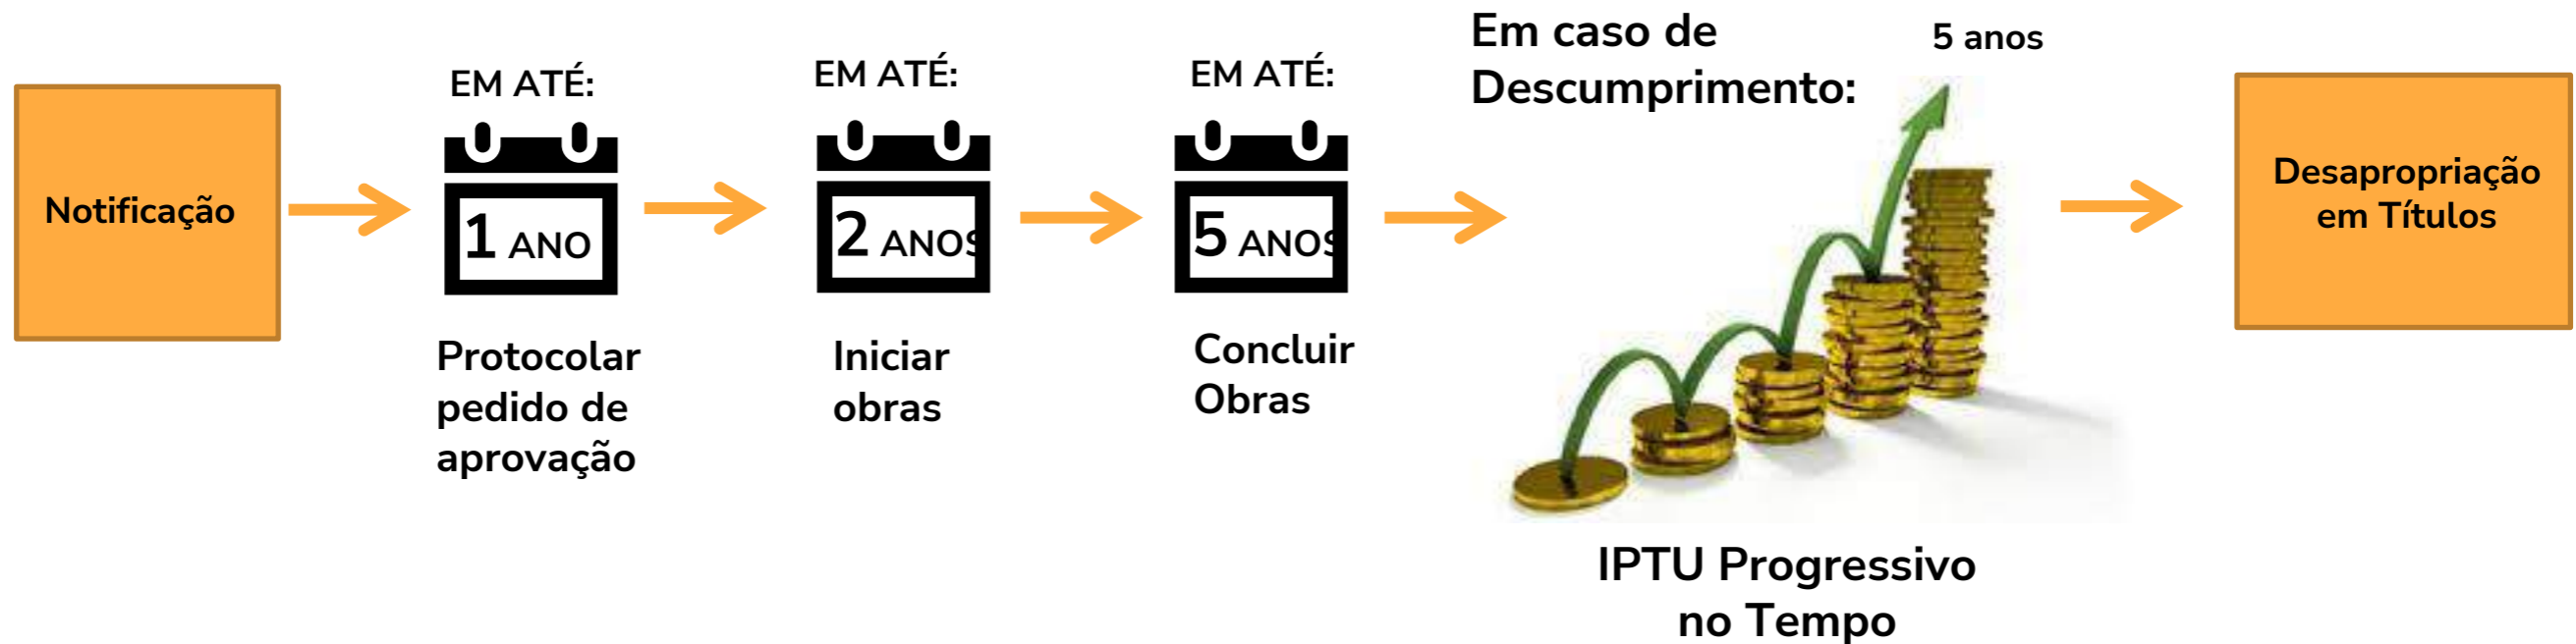 Notificação
EM ATÉ:
1 ANO
Protocolar
pedido de
aprovação
EM ATÉ:
2 ANOS
Iniciar
obras
EM ATÉ:
5 ANOS
Concluir
Obras
Em caso de
Descumprimento:
5 anos
IPTU Progressivo
no Tempo
Desapropriação
em Títulos